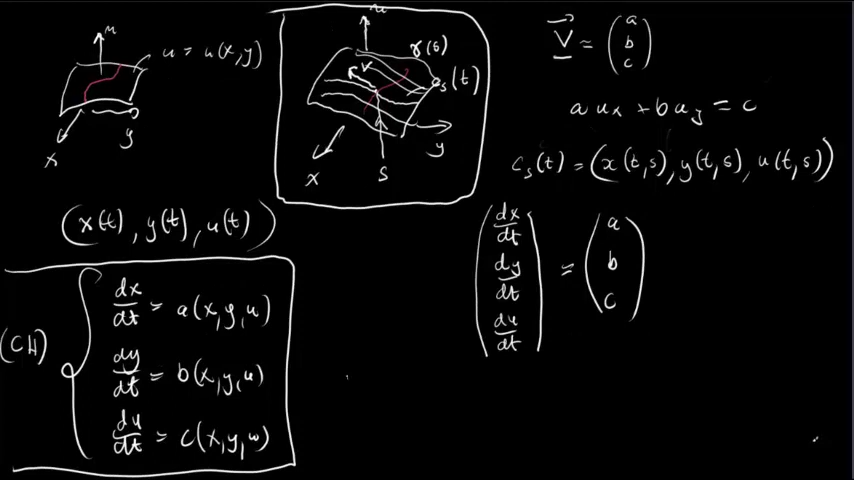 u
u = u(x,y)
x
y
u
γ(s)
V
c_s(t)
y
x
S
V = (a b c)
a u_x + b u_y = c
c_s(t) = (x(t,s), y(t,s), u(t,s))
(x(t), y(t), u(t))
(dx/dt dy/dt du/dt) = (a b c)
(CH)
dx/dt = a(x,y,u)
dy/dt = b(x,y,u)
du/dt = c(x,y,u)